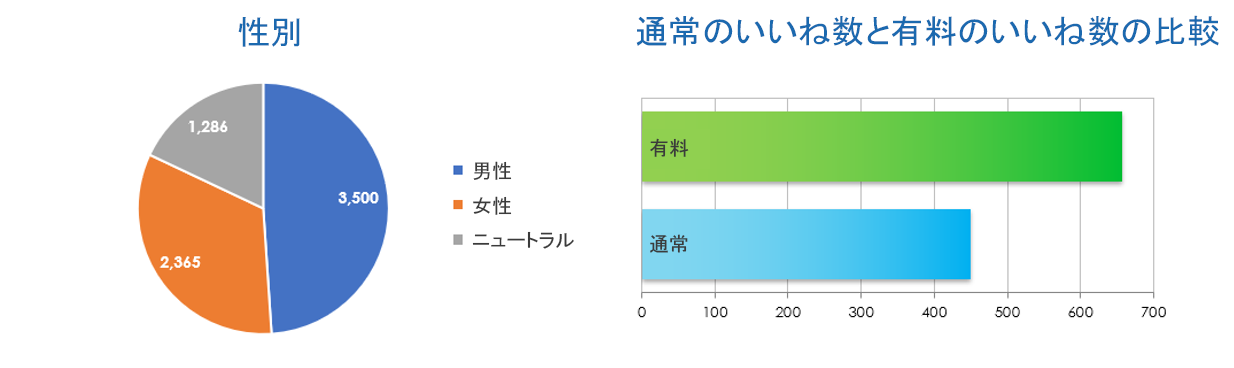 性別
3,500
2,365
1,286
男性
女性
ニュートラル
通常のいいね数と有料のいいね数の比較
有料
通常
0 100 200 300 400 500 600 700